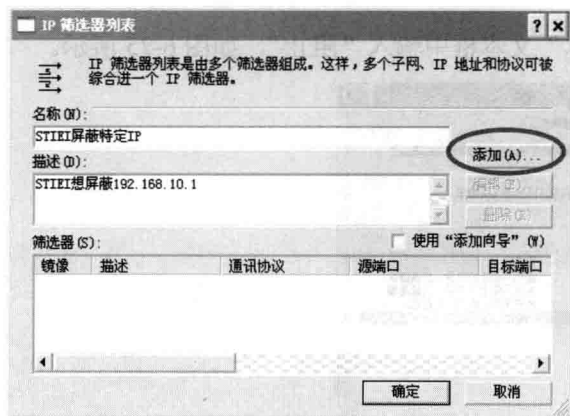 IP 筛选器列表
IP 筛选器列表是由多个筛选器组成。这样，多个子网、IP 地址和协议可被
综合进一个 IP 筛选器。
名称(N):
STIEI屏蔽特定IP
添加(A)...
描述(D):
STIEI想屏蔽192.168.10.1
编辑(E)...
删除(R)
筛选器(S):
使用“添加向导”(W)
镜像 描述 通讯协议 源端口 目标端口
确定 取消